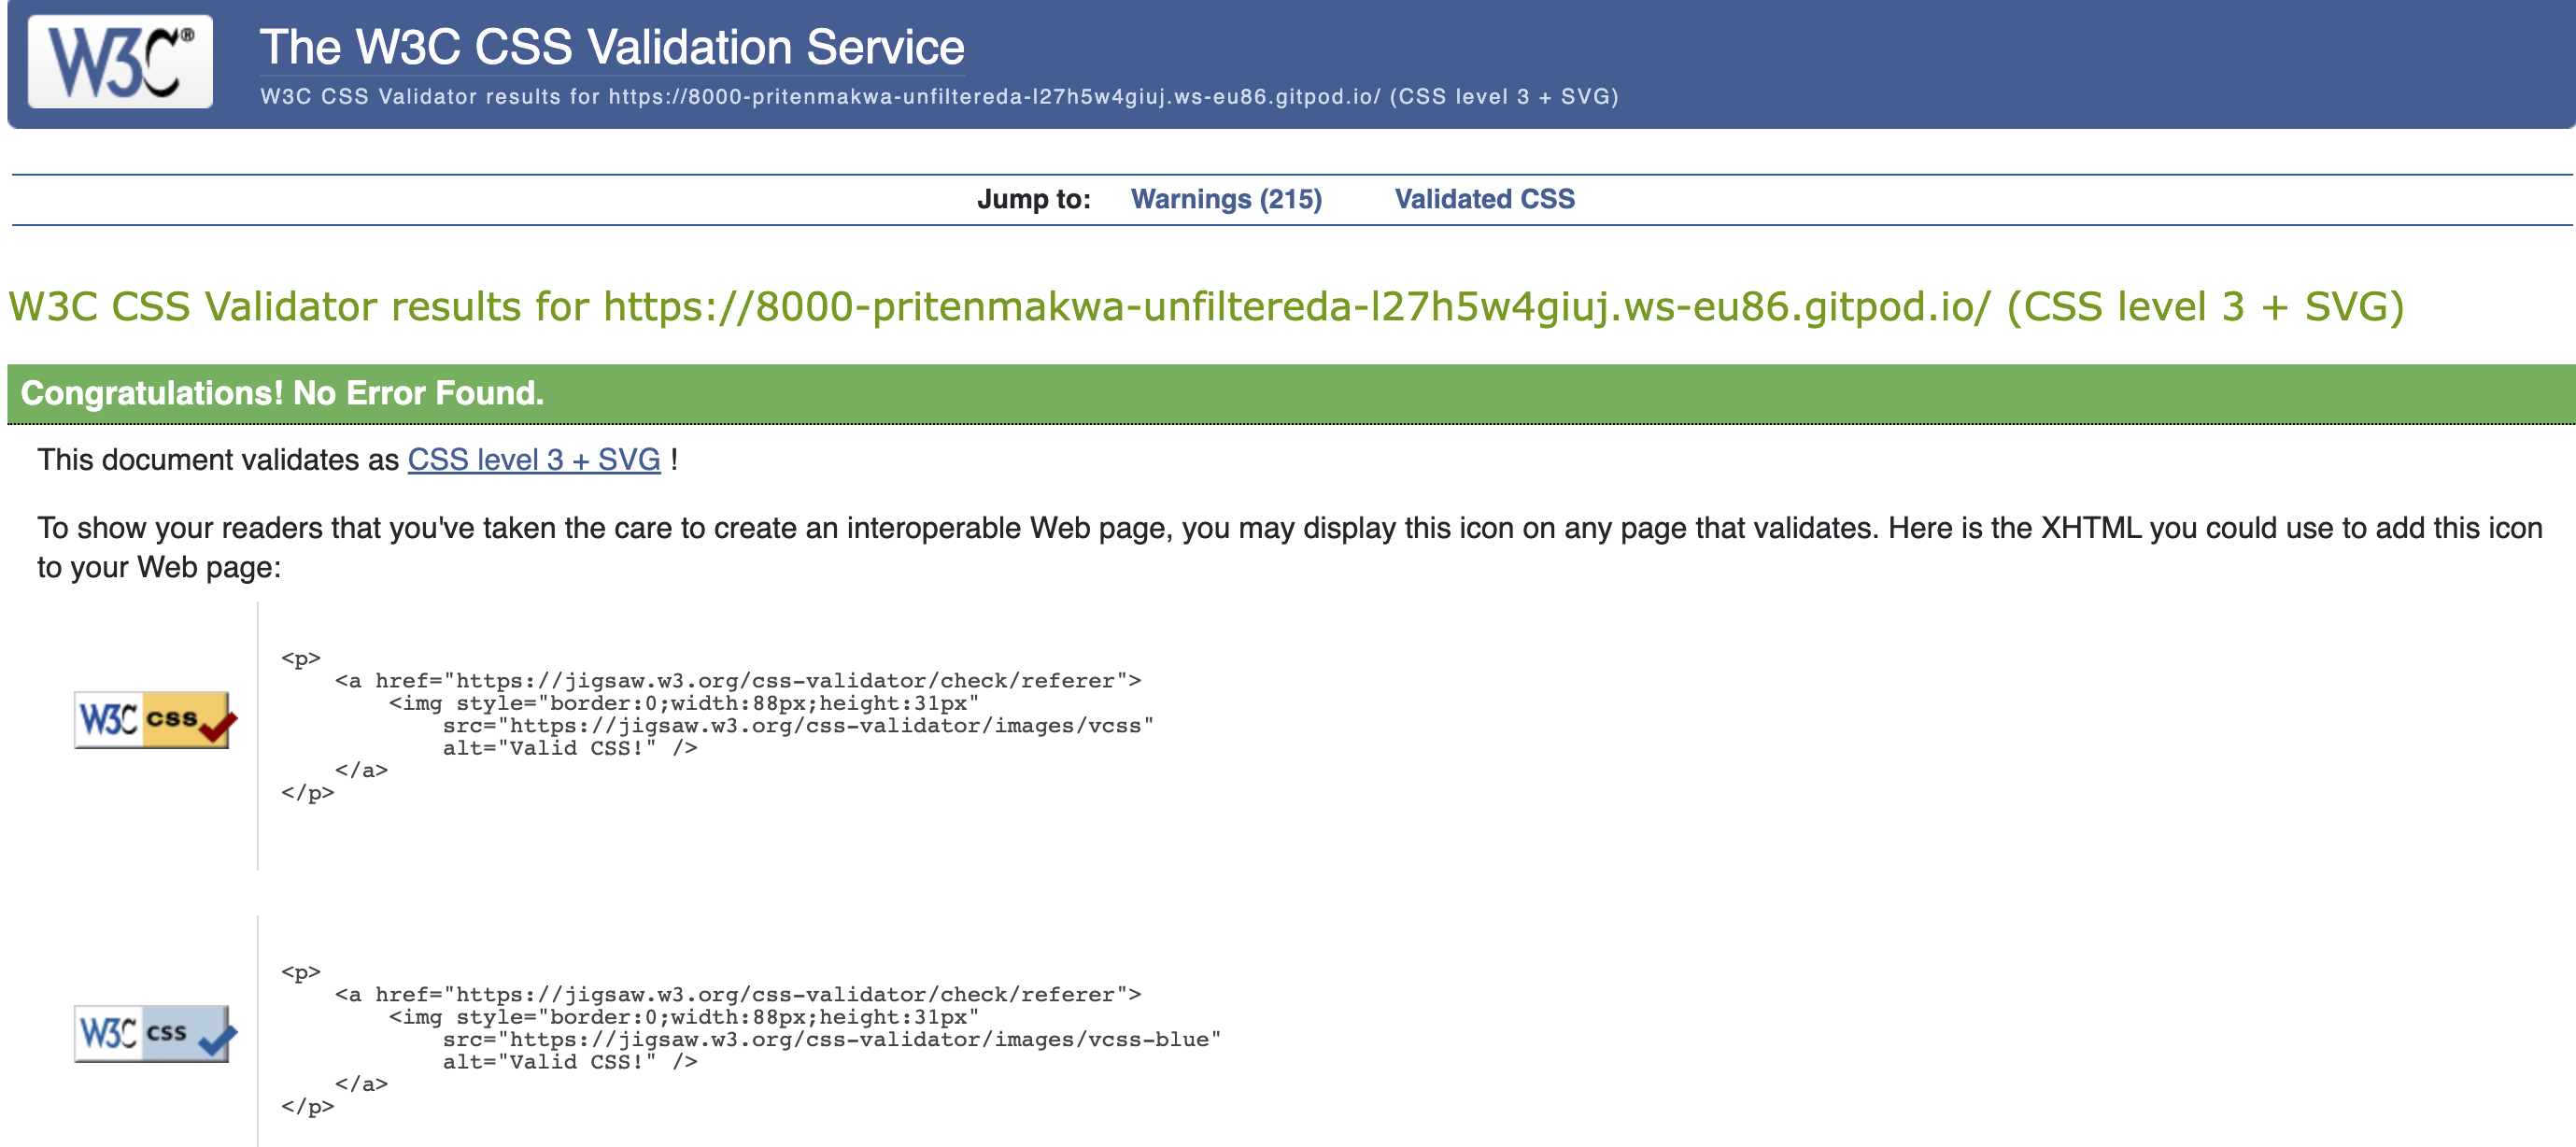 W3C®
The W3C CSS Validation Service
W3C CSS Validator results for https://8000-pritenmakwa-unfiltereda-l27h5w4giuj.ws-eu86.gitpod.io/ (CSS level 3 + SVG)
Jump to: Warnings (215) Validated CSS
W3C CSS Validator results for https://8000-pritenmakwa-unfiltereda-l27h5w4giuj.ws-eu86.gitpod.io/ (CSS level 3 + SVG)
Congratulations! No Error Found.
This document validates as CSS level 3 + SVG !
To show your readers that you've taken the care to create an interoperable Web page, you may display this icon on any page that validates. Here is the XHTML you could use to add this icon
to your Web page:
<p>
<a href="https://jigsaw.w3.org/css-validator/check/referer">
<img style="border:0;width:88px;height:31px"
W3C css
src="https://jigsaw.w3.org/css-validator/images/vcss"
alt="Valid CSS!" />
</a>
</p>
<p>
<a href="https://jigsaw.w3.org/css-validator/check/referer">
<img style="border:0;width:88px;height:31px"
W3C css
src="https://jigsaw.w3.org/css-validator/images/vcss-blue"
alt="Valid CSS!" />
</a>
</p>